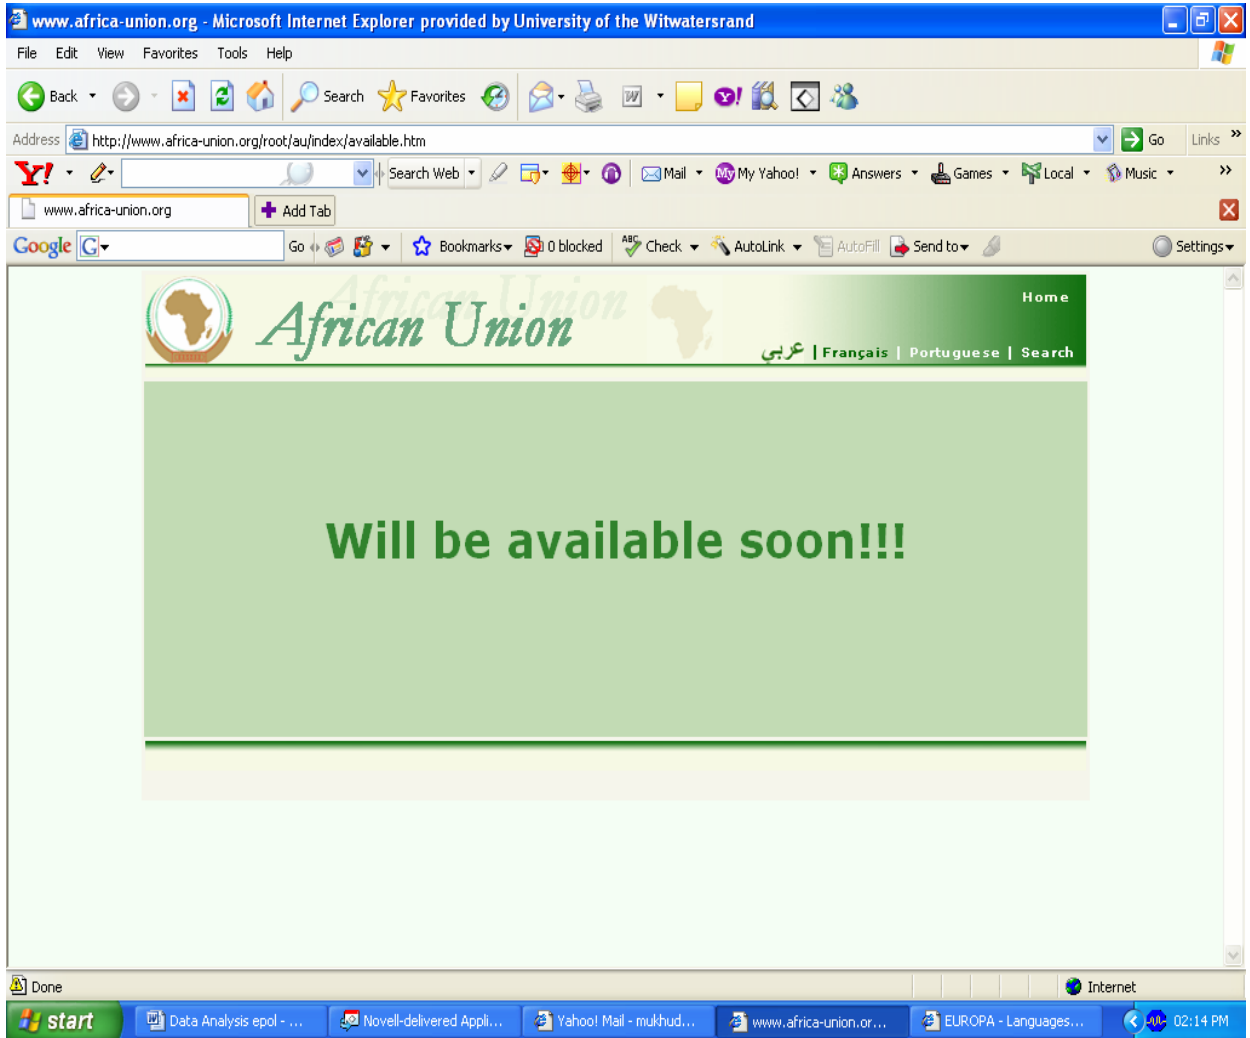 www.africa-union.org - Microsoft Internet Explorer provided by University of the Witwatersrand
File Edit View Favorites Tools Help
Back Search Favorites
Address http://www.africa-union.org/root/au/index/available.htm Go Links »
Y! Search Web Mail My Yahoo! Answers Games Local Music »
www.africa-union.org Add Tab
Google G Go Bookmarks 0 blocked Check AutoLink AutoFill Send to Settings
African Union
African Union
Home
عربي | Français | Portuguese | Search
Will be available soon!!!
Done Internet
start Data Analysis epol - ... Novell-delivered Appli... Yahoo! Mail - mukhud... www.africa-union.or... EUROPA - Languages... 02:14 PM